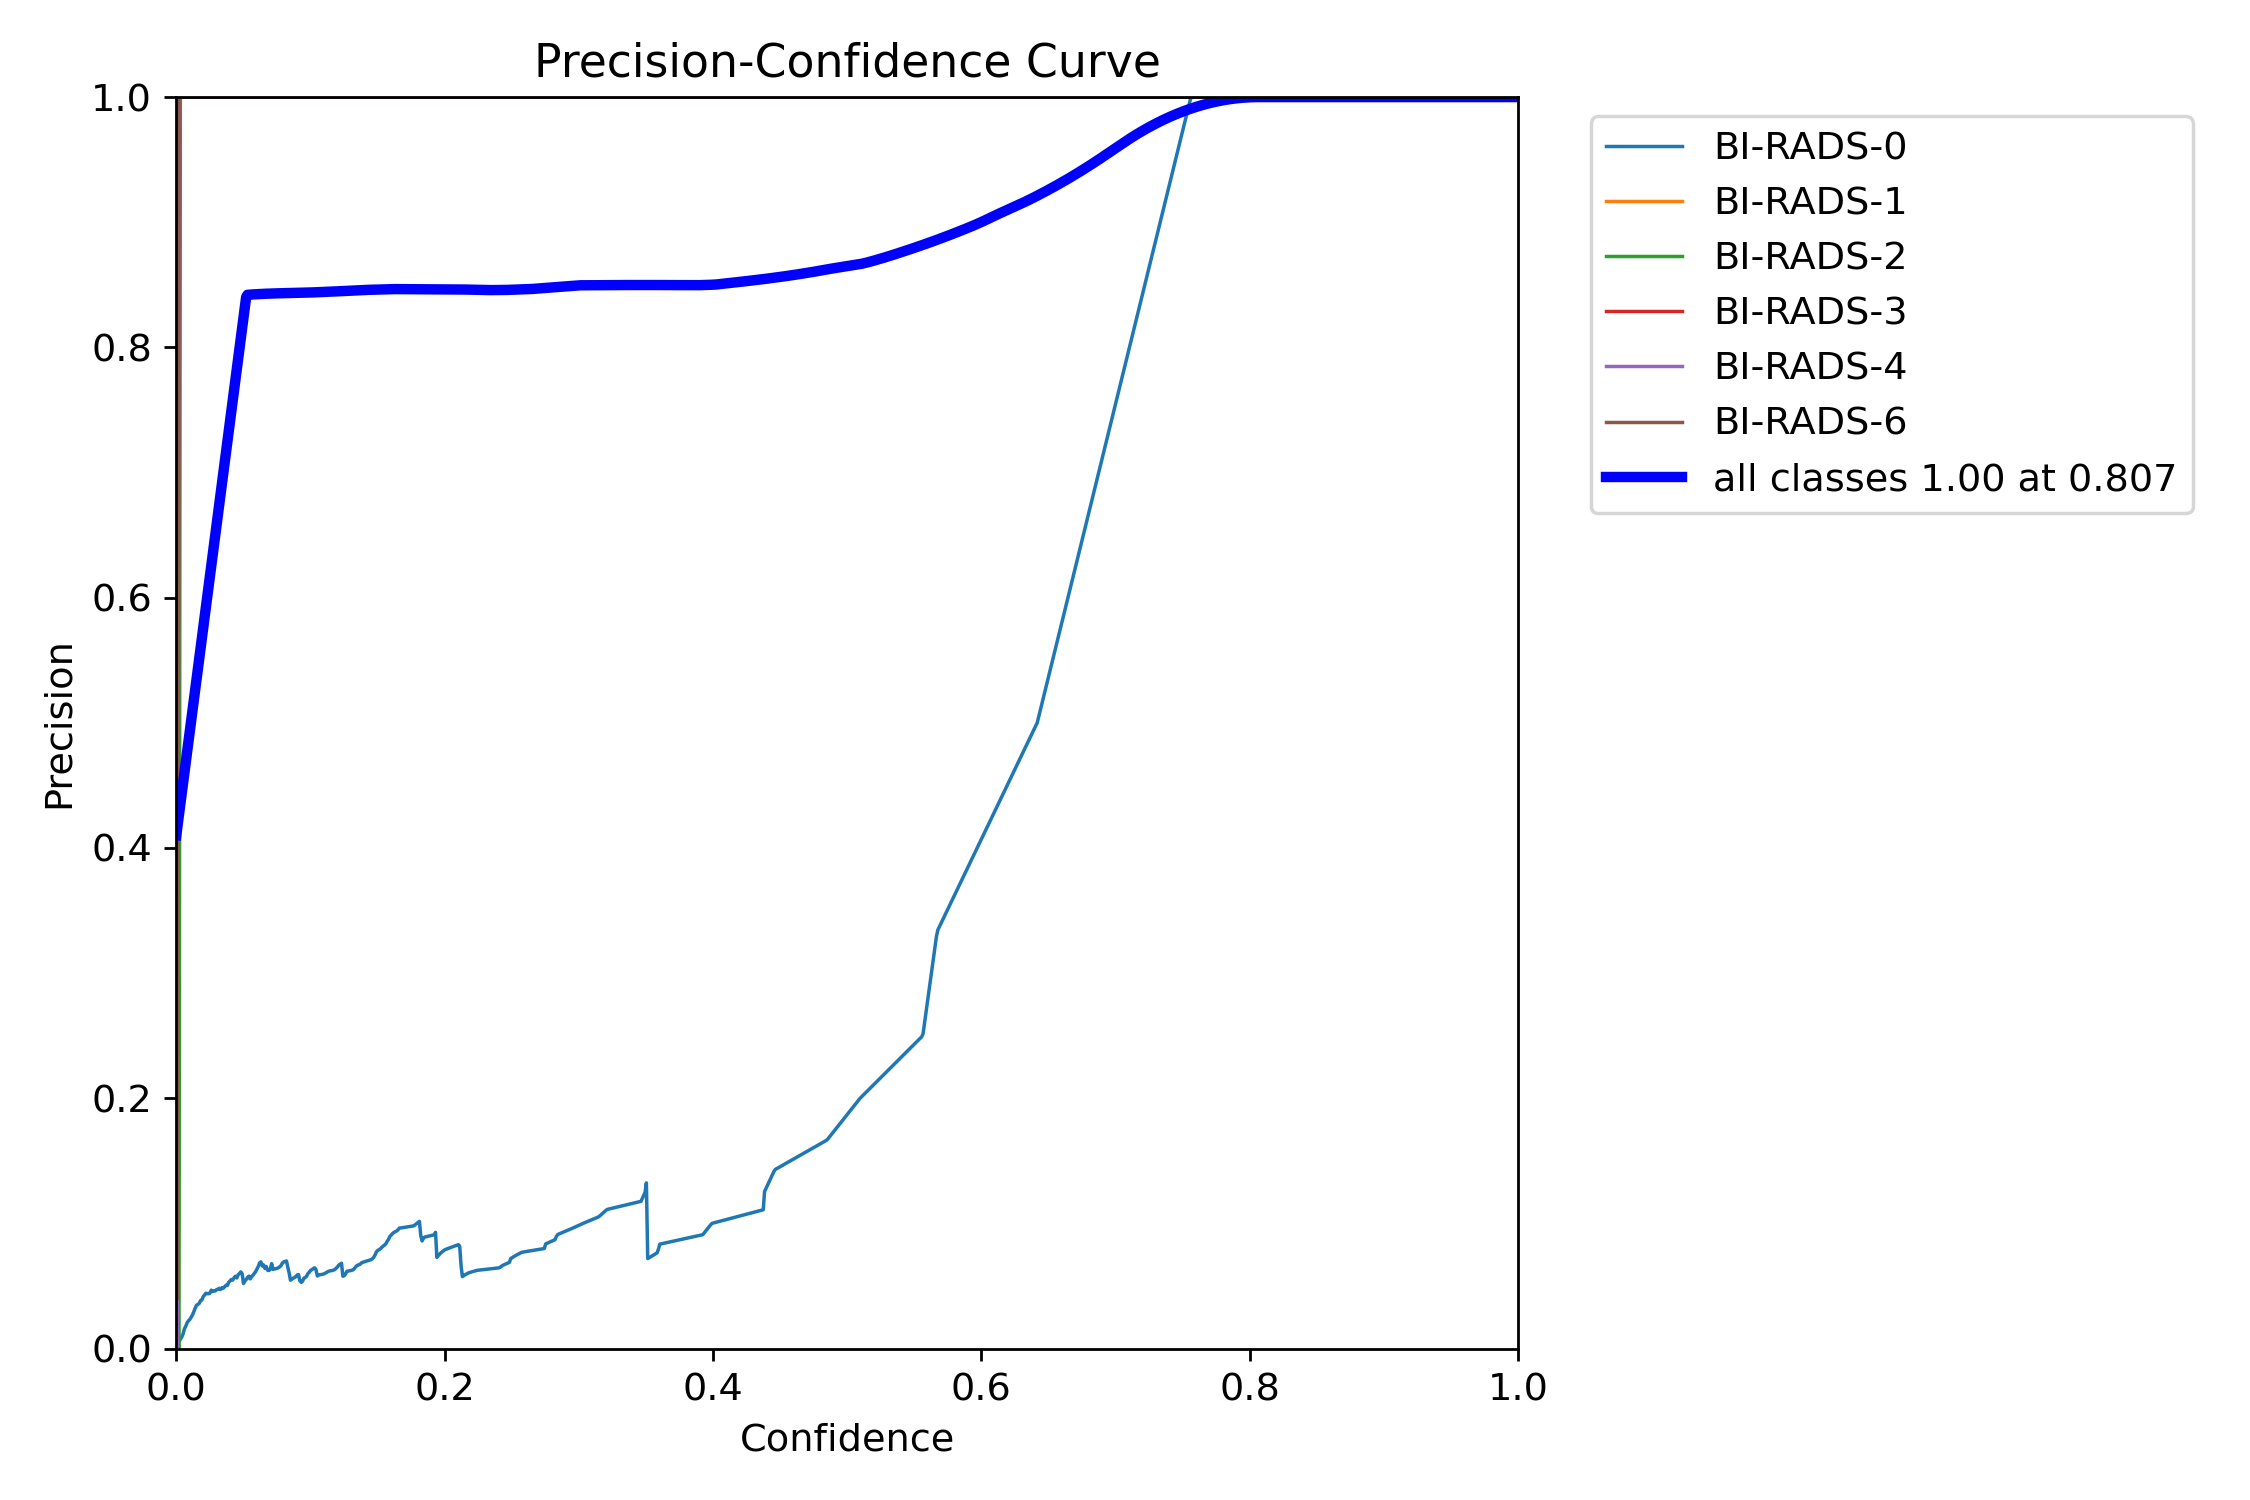 Precision-Confidence Curve
1.0
0.8
0.6
0.4
0.2
0.0
Precision
0.0 0.2 0.4 0.6 0.8 1.0
Confidence
BI-RADS-0
BI-RADS-1
BI-RADS-2
BI-RADS-3
BI-RADS-4
BI-RADS-6
all classes 1.00 at 0.807